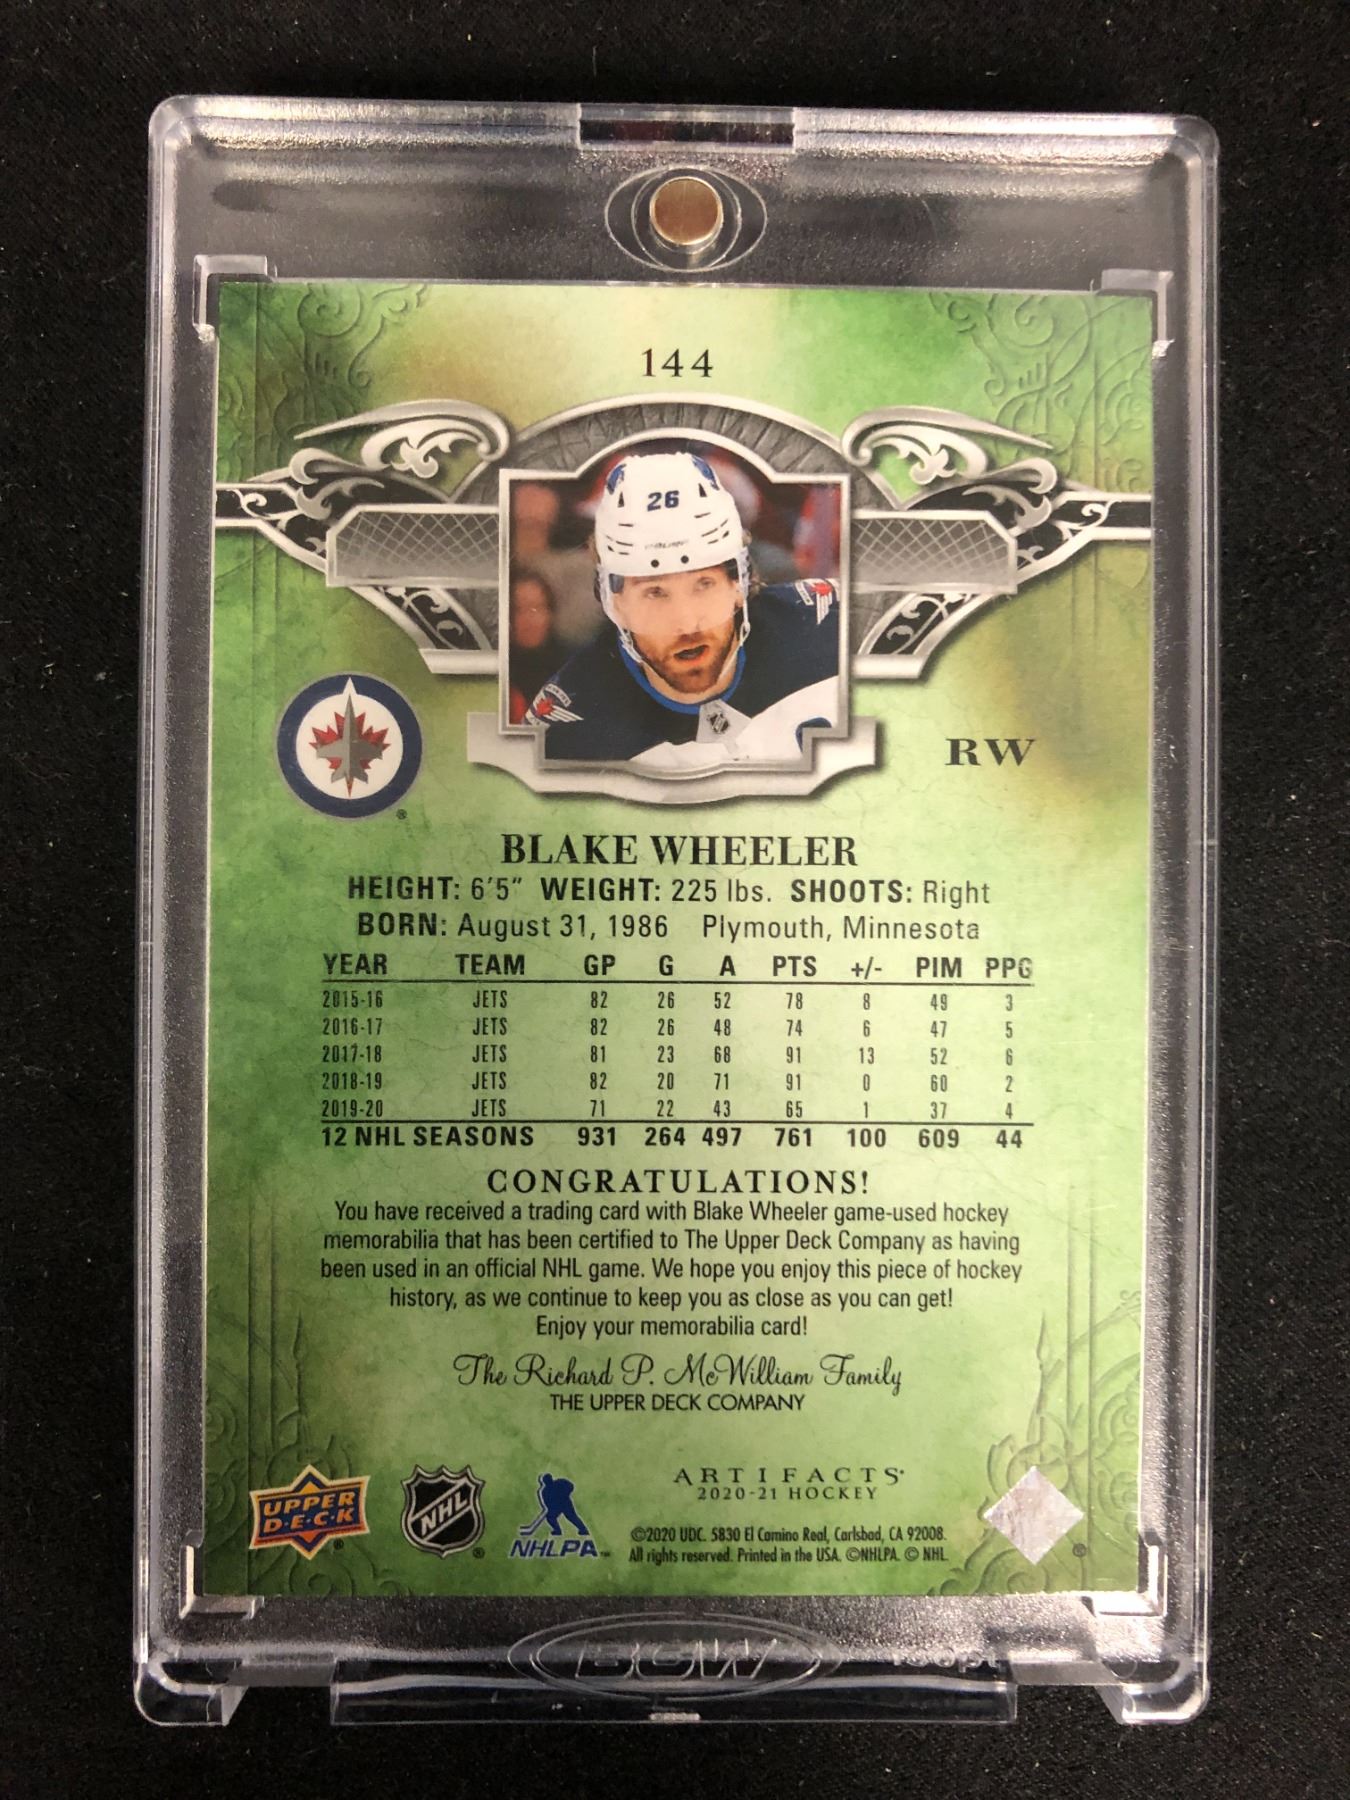 144
26
BAUER
RW
BLAKE WHEELER
HEIGHT: 6'5" WEIGHT: 225 lbs. SHOOTS: Right
BORN: August 31, 1986 Plymouth, Minnesota
YEAR TEAM GP G A PTS +/- PIM PPG
2015-16 JETS 82 26 52 78 8 49 3
2016-17 JETS 82 26 48 74 6 47 5
2017-18 JETS 81 23 68 91 13 52 6
2018-19 JETS 82 20 71 91 0 60 2
2019-20 JETS 71 22 43 65 1 37 4
12 NHL SEASONS 931 264 497 761 100 609 44
CONGRATULATIONS!
You have received a trading card with Blake Wheeler game-used hockey
memorabilia that has been certified to The Upper Deck Company as having
been used in an official NHL game. We hope you enjoy this piece of hockey
history, as we continue to keep you as close as you can get!
Enjoy your memorabilia card!
The Richard P. McWilliam Family
THE UPPER DECK COMPANY
UPPER
D·E·C·K ®
NHL ®
NHLPA™
ARTIFACTS®
2020-21 HOCKEY
©2020 UDC. 5830 El Camino Real, Carlsbad, CA 92008.
All rights reserved. Printed in the USA. ©NHLPA. © NHL.
BCW